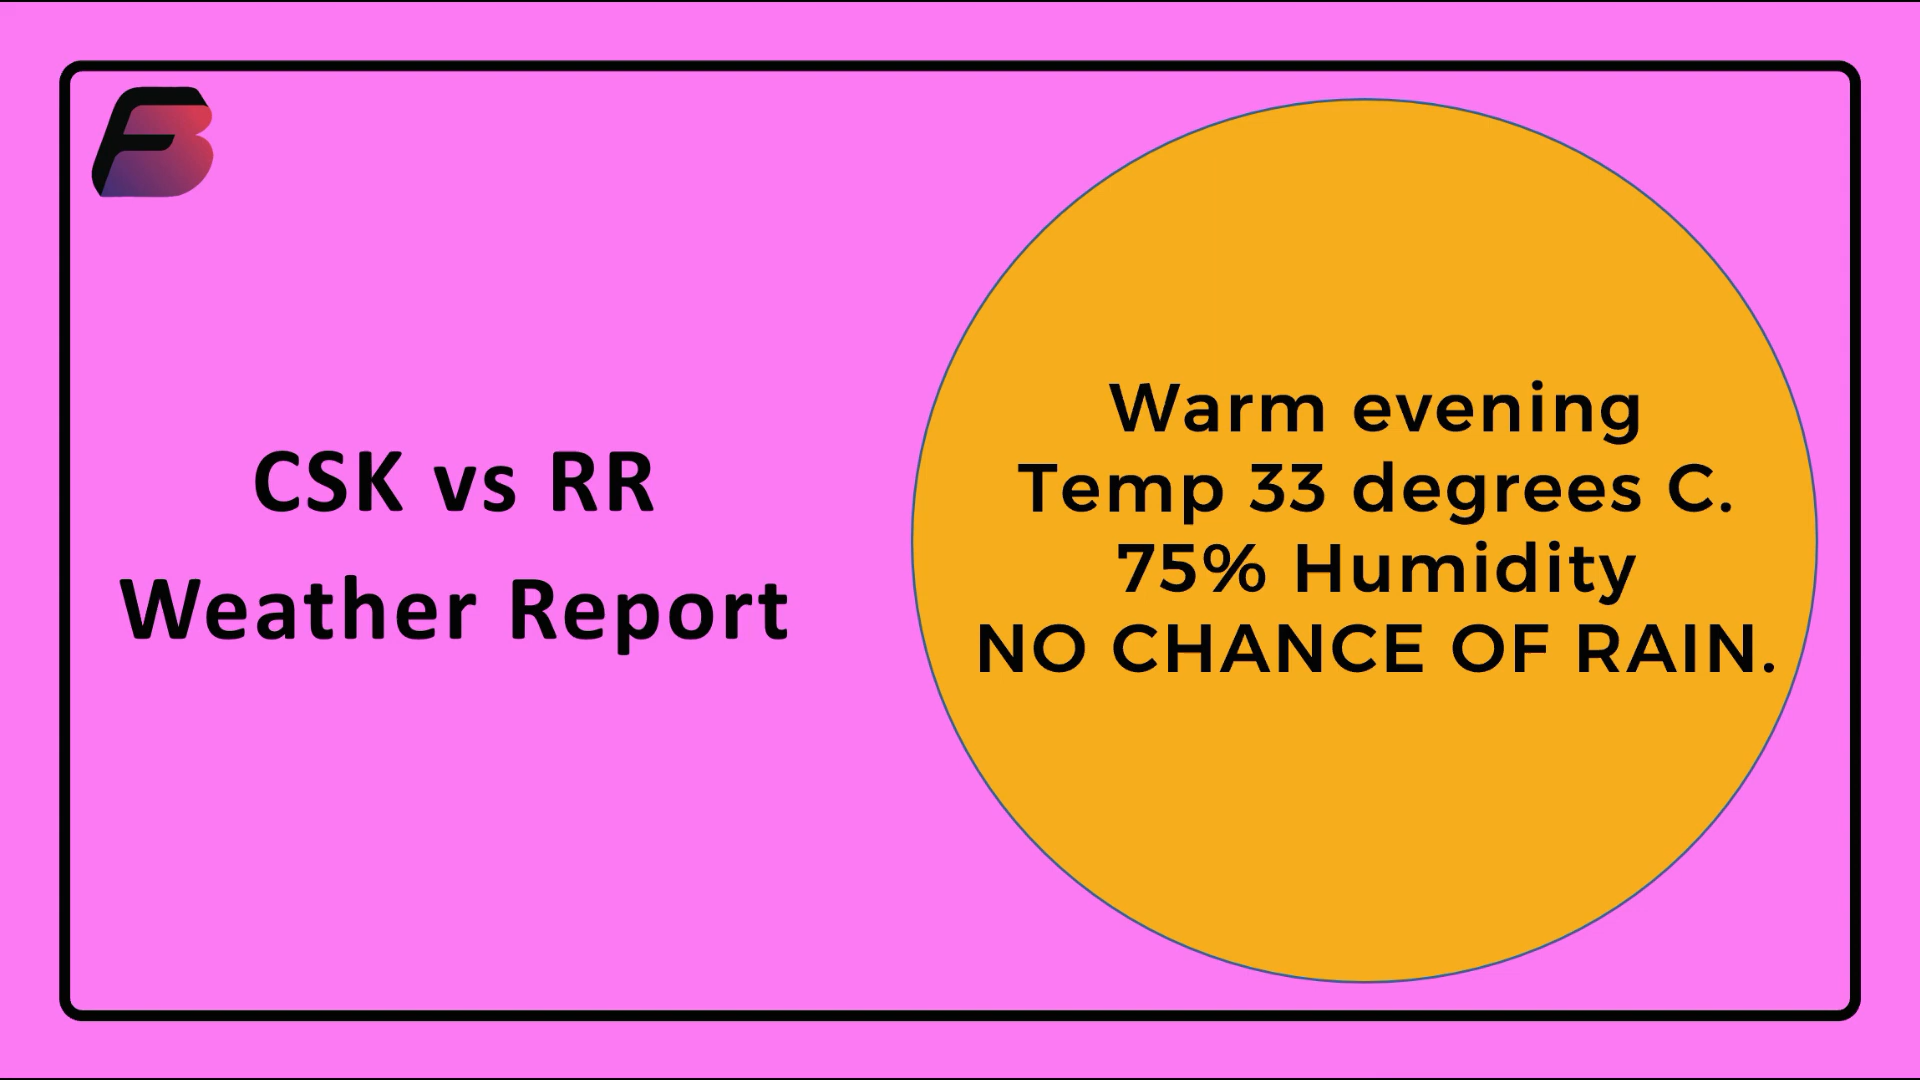 CSK vs RR
Weather Report
Warm evening
Temp 33 degrees C.
75% Humidity
NO CHANCE OF RAIN.